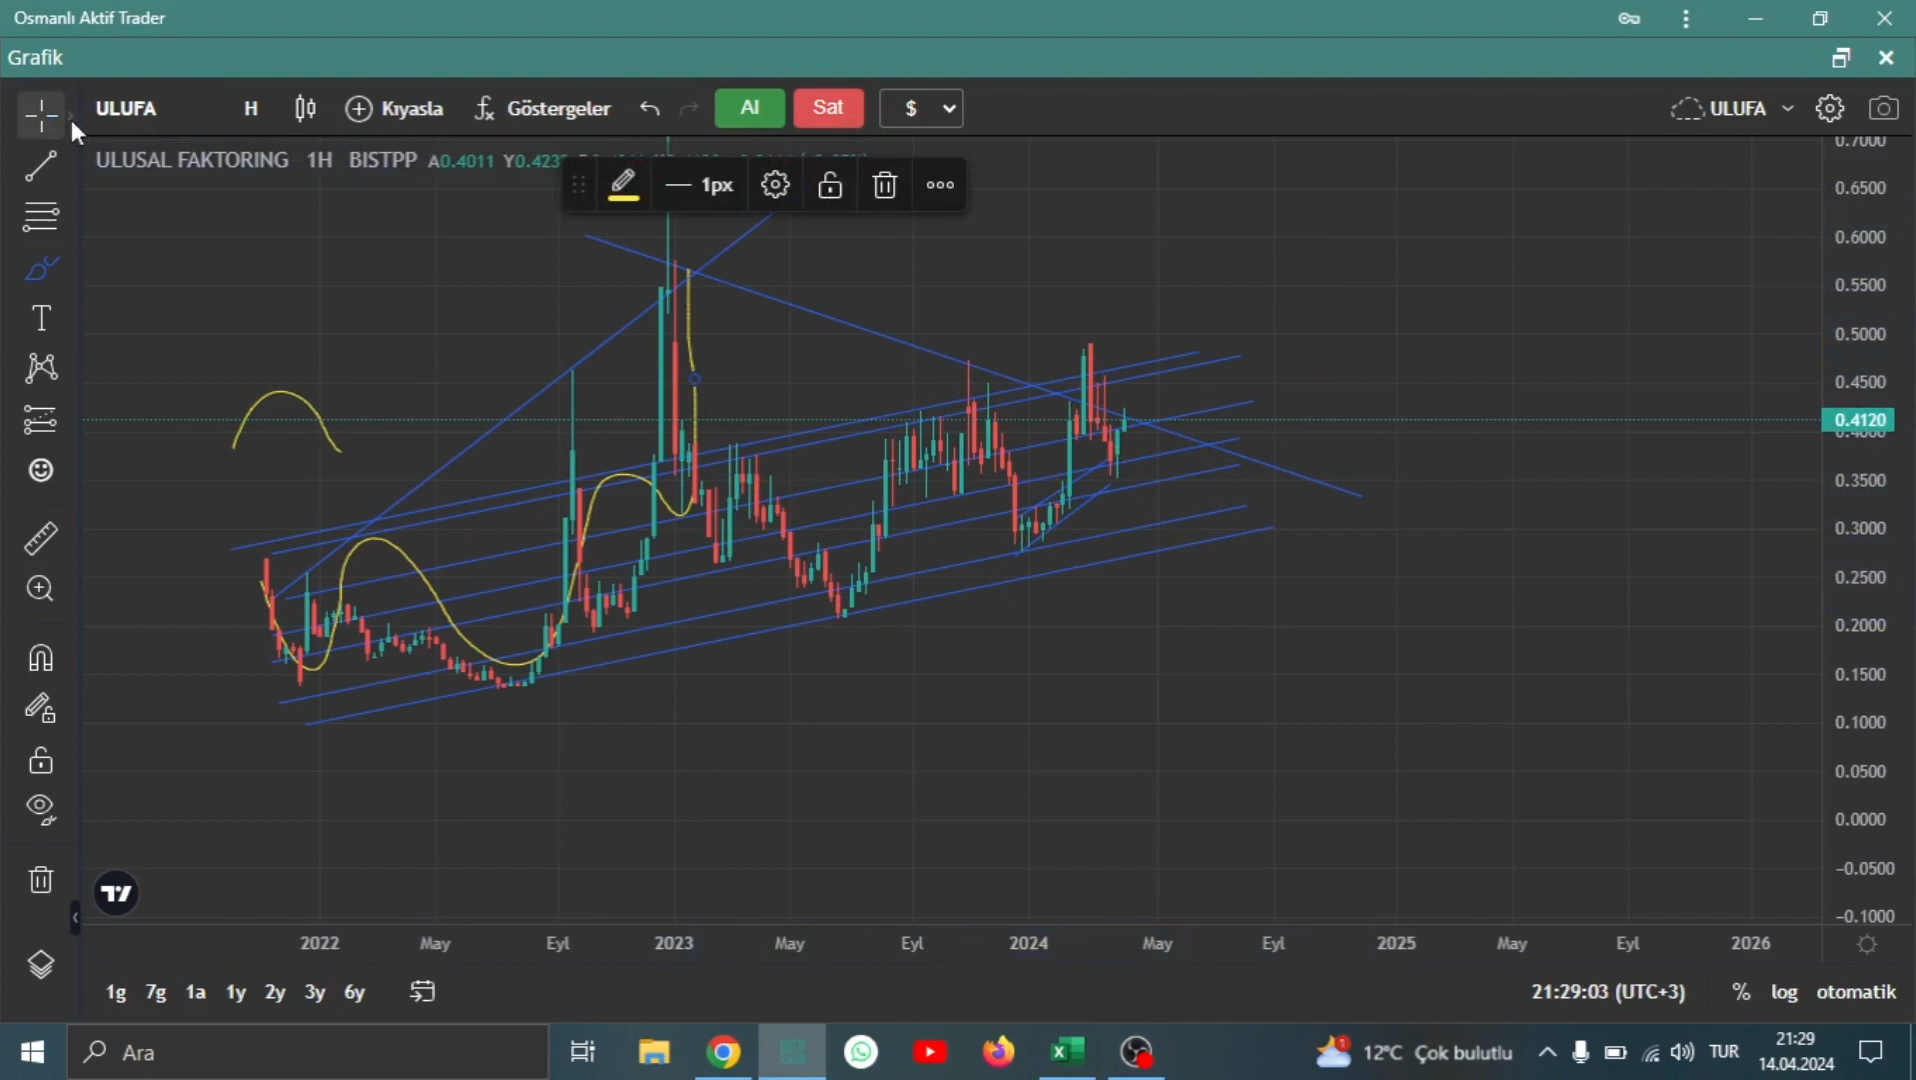 Osmanlı Aktif Trader
Grafik
ULUFA H Kıyasla Göstergeler Al Sat $ ULUFA
ULUSAL FAKTORING 1H BISTPP A0.4011
1px
0.7000
0.6500
0.6000
0.5500
0.5000
0.4500
0.4120
0.4000
0.3500
0.3000
0.2500
0.2000
0.1500
0.1000
0.0500
0.0000
−0.0500
−0.1000
2022 May Eyl 2023 May Eyl 2024 May Eyl 2025 May Eyl 2026
1g 7g 1a 1y 2y 3y 6y 21:29:03 (UTC+3) % log otomatik
Ara 12°C Çok bulutlu TUR 21:29
14.04.2024